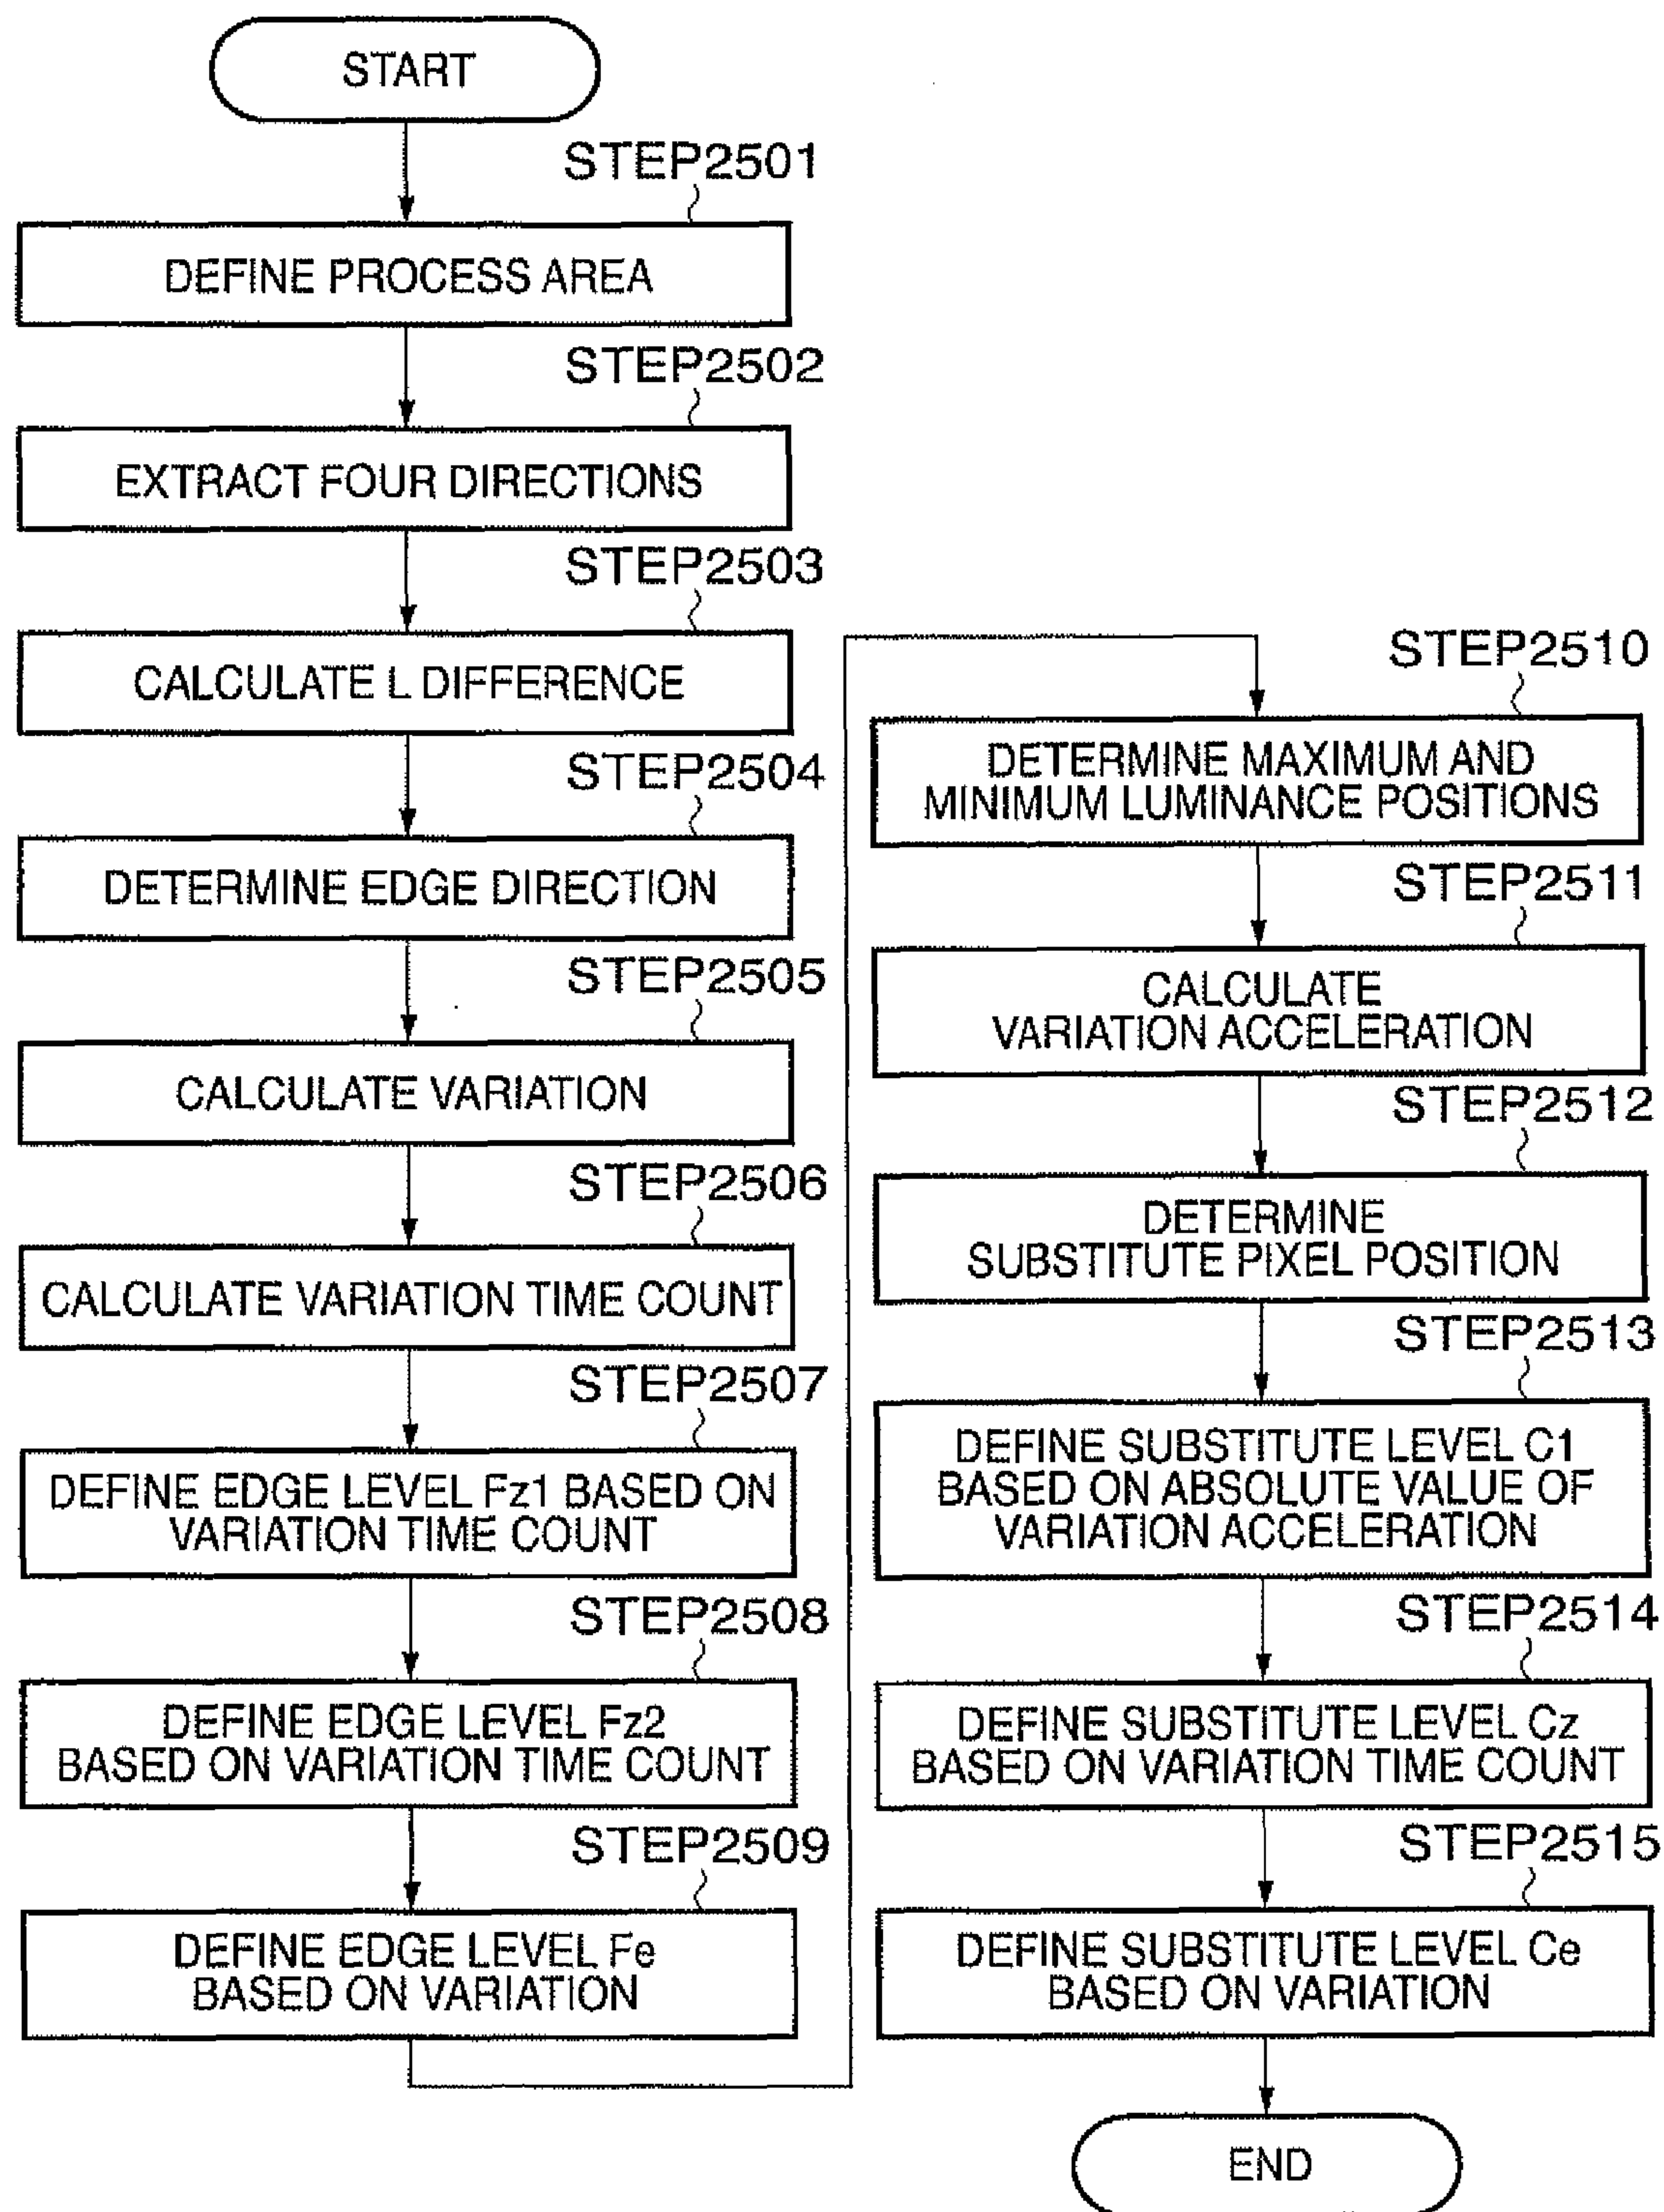 START
STEP2501
DEFINE PROCESS AREA
STEP2502
EXTRACT FOUR DIRECTIONS
STEP2503
CALCULATE L DIFFERENCE
STEP2504
DETERMINE EDGE DIRECTION
STEP2505
CALCULATE VARIATION
STEP2506
CALCULATE VARIATION TIME COUNT
STEP2507
DEFINE EDGE LEVEL Fz1 BASED ON
VARIATION TIME COUNT
STEP2508
DEFINE EDGE LEVEL Fz2
BASED ON VARIATION TIME COUNT
STEP2509
DEFINE EDGE LEVEL Fe
BASED ON VARIATION
STEP2510
DETERMINE MAXIMUM AND
MINIMUM LUMINANCE POSITIONS
STEP2511
CALCULATE
VARIATION ACCELERATION
STEP2512
DETERMINE
SUBSTITUTE PIXEL POSITION
STEP2513
DEFINE SUBSTITUTE LEVEL C1
BASED ON ABSOLUTE VALUE OF
VARIATION ACCELERATION
STEP2514
DEFINE SUBSTITUTE LEVEL Cz
BASED ON VARIATION TIME COUNT
STEP2515
DEFINE SUBSTITUTE LEVEL Ce
BASED ON VARIATION
END